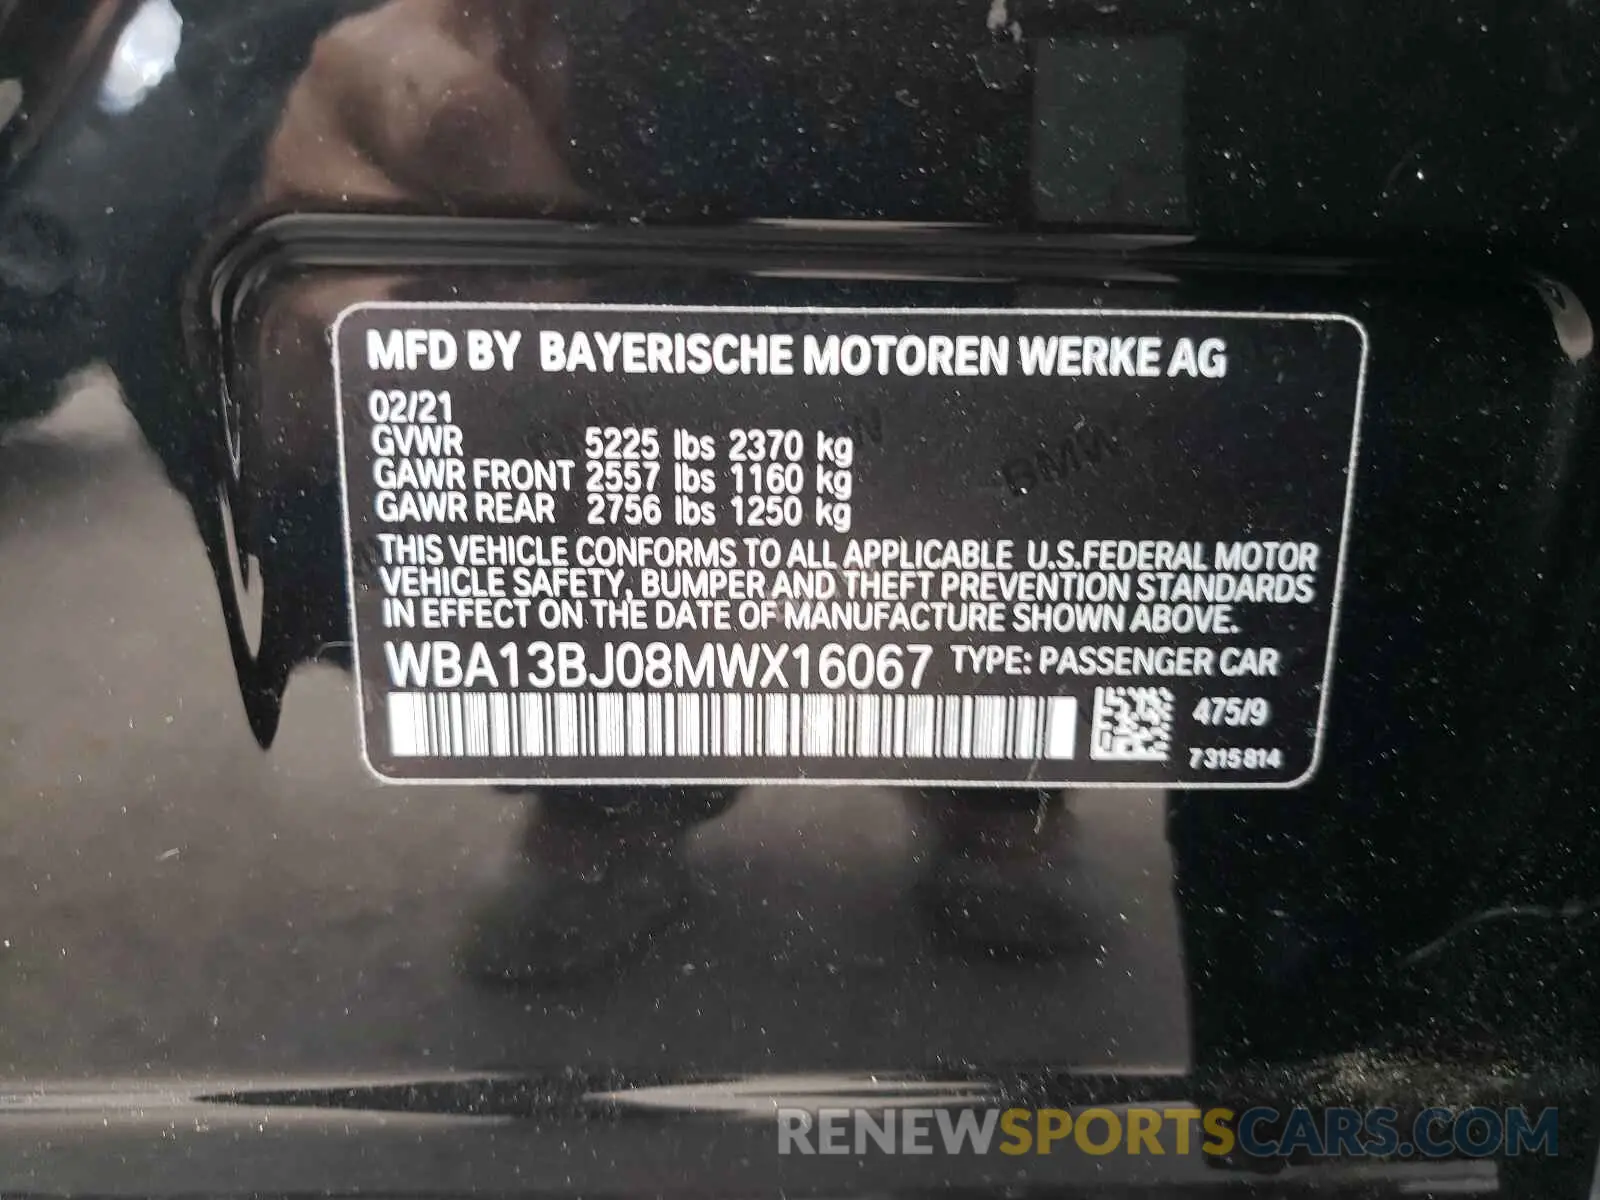 MFD BY BAYERISCHE MOTOREN WERKE AG
02/21
GVWR 5225 lbs 2370 kg
GAWR FRONT 2557 lbs 1160 kg
GAWR REAR 2756 lbs 1250 kg
THIS VEHICLE CONFORMS TO ALL APPLICABLE U.S.FEDERAL MOTOR
VEHICLE SAFETY, BUMPER AND THEFT PREVENTION STANDARDS
IN EFFECT ON THE DATE OF MANUFACTURE SHOWN ABOVE.
WBA13BJ08MWX16067 TYPE: PASSENGER CAR
475/9
7315814
BMW
RENEWSPORTSCARS.COM